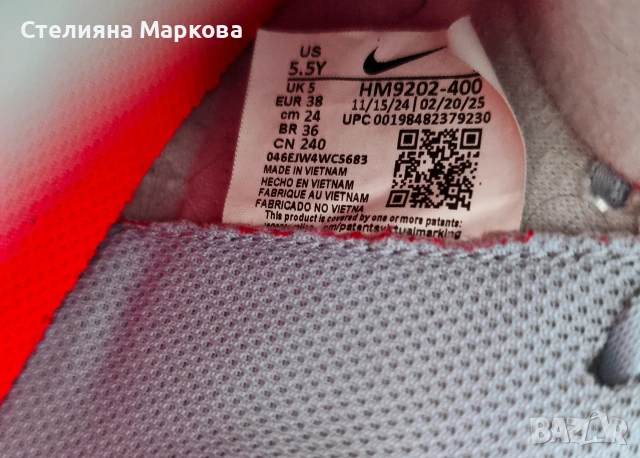 Стелияна Маркова
US
5.5Y
UK 5
EUR 38
cm 24
BR 36
CN 240
HM9202-400
11/15/24 | 02/20/25
UPC 00198482379230
046EJW4WC5683
MADE IN VIETNAM
HECHO EN VIETNAM
FABRIQUE AU VIETNAM
FABRICADO NO VIETNA
This product is covered by one or more patents:
BAZAR